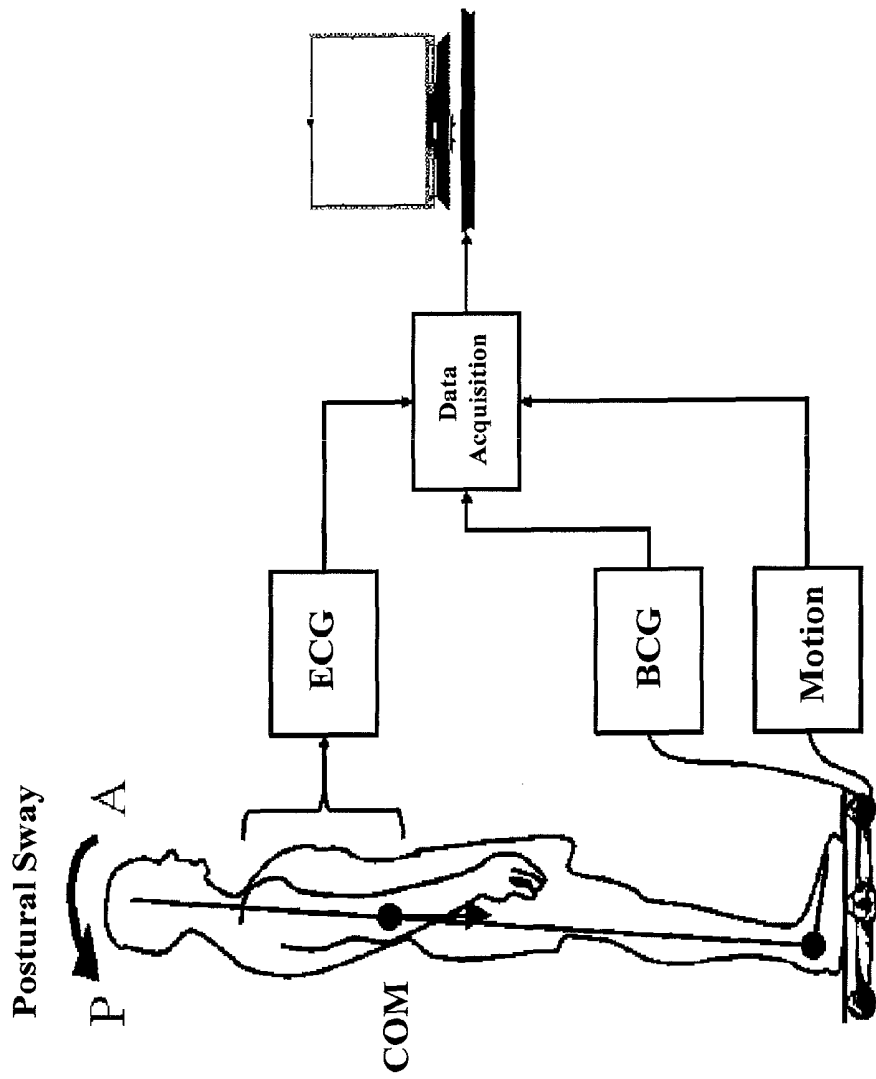 Postural Sway
P
A
COM
ECG
BCG
Motion
Data
Acquisition